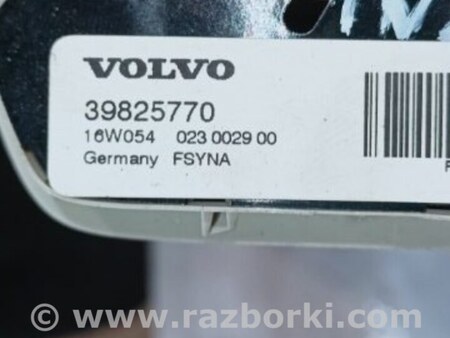 VOLVO
39825770
16W054 023 0029 00
Germany FSYNA
© www.razborki.com